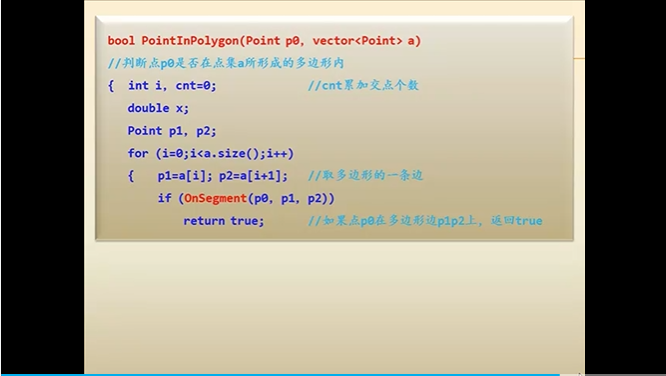 bool PointInPolygon(Point p0, vector<Point> a)
//判断点p0是否在点集a所形成的多边形内
{ int i, cnt=0; //cnt累加交点个数
double x;
Point p1, p2;
for (i=0;i<a.size();i++)
{ p1=a[i]; p2=a[i+1]; //取多边形的一条边
if (OnSegment(p0, p1, p2))
return true; //如果点p0在多边形边p1p2上, 返回true